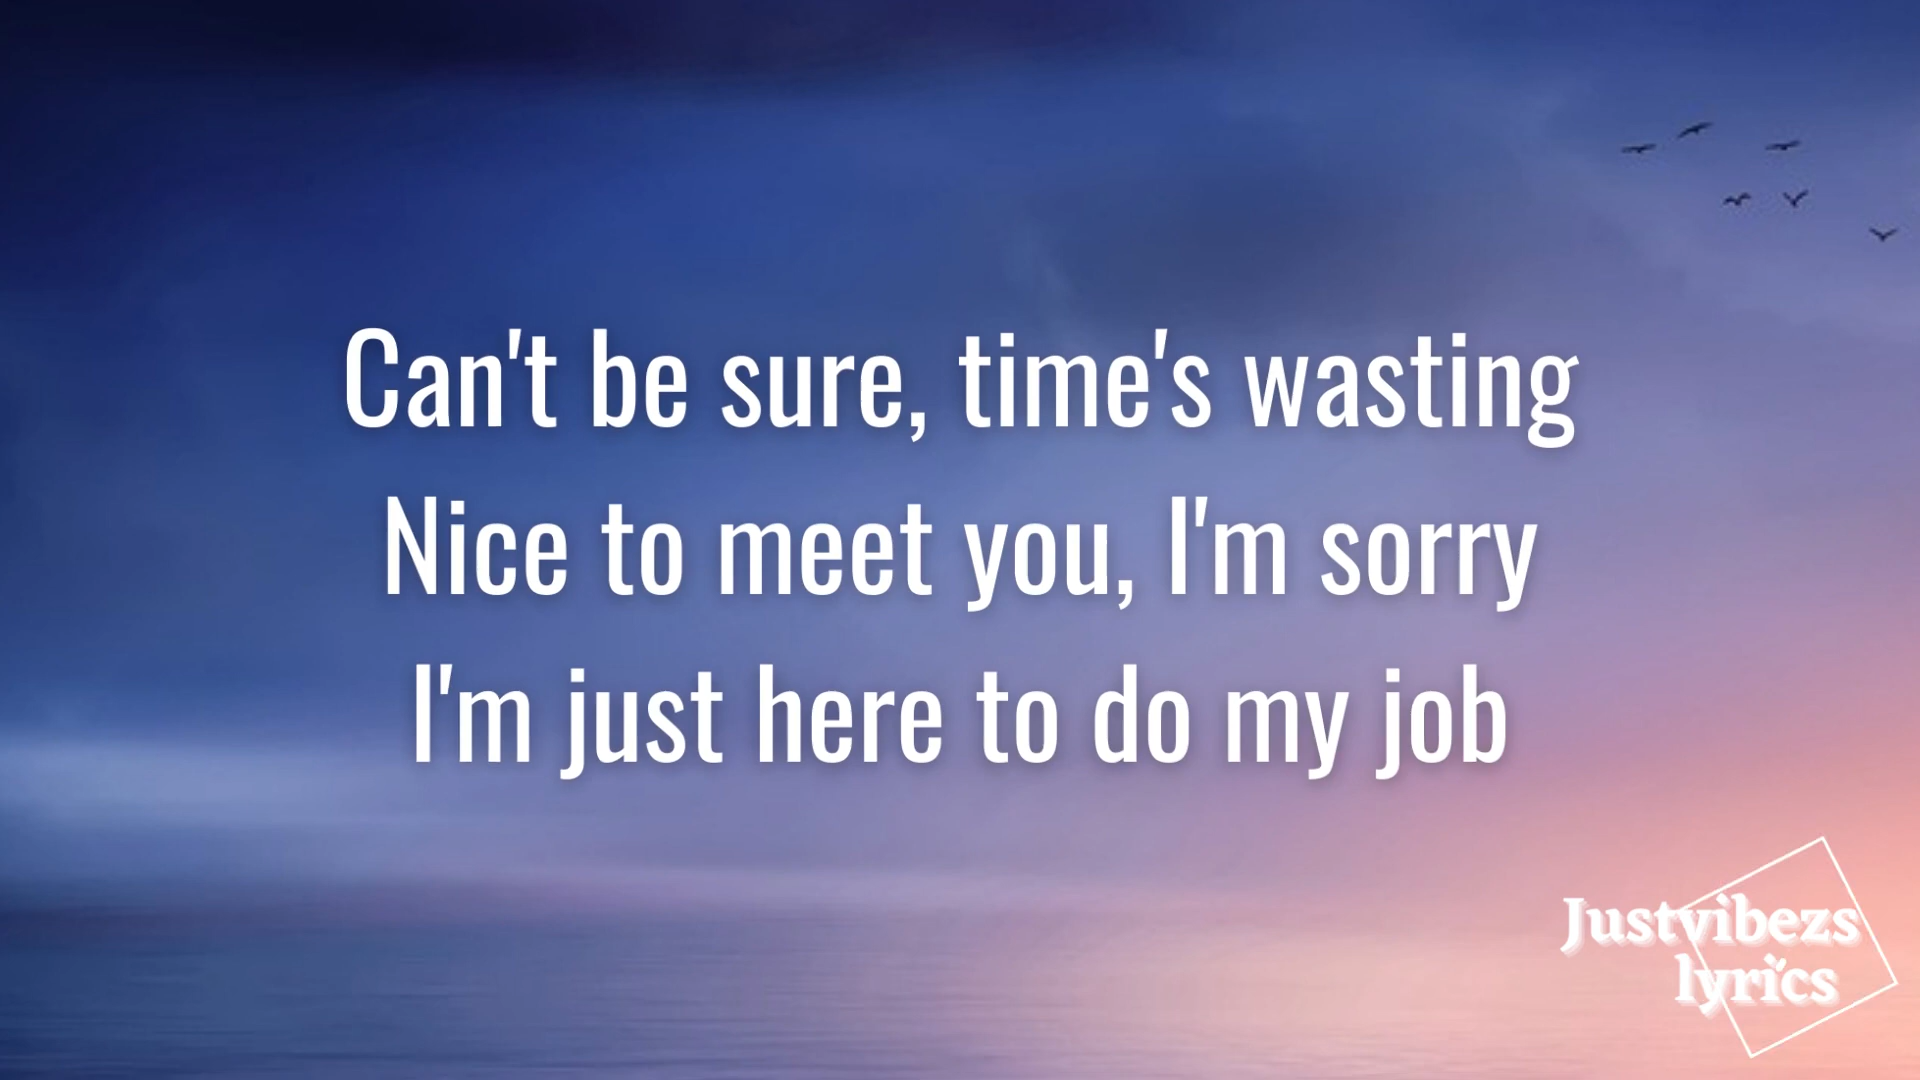 Can't be sure, time's wasting
Nice to meet you, I'm sorry
I'm just here to do my job
Justvibezs
lyrics